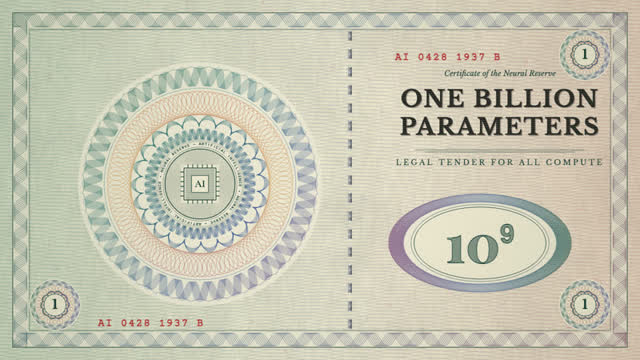 AI 0428 1937 B
1
Certificate of the Neural Reserve
ONE BILLION
PARAMETERS
LEGAL TENDER FOR ALL COMPUTE
AI
10⁹
1
AI 0428 1937 B
1